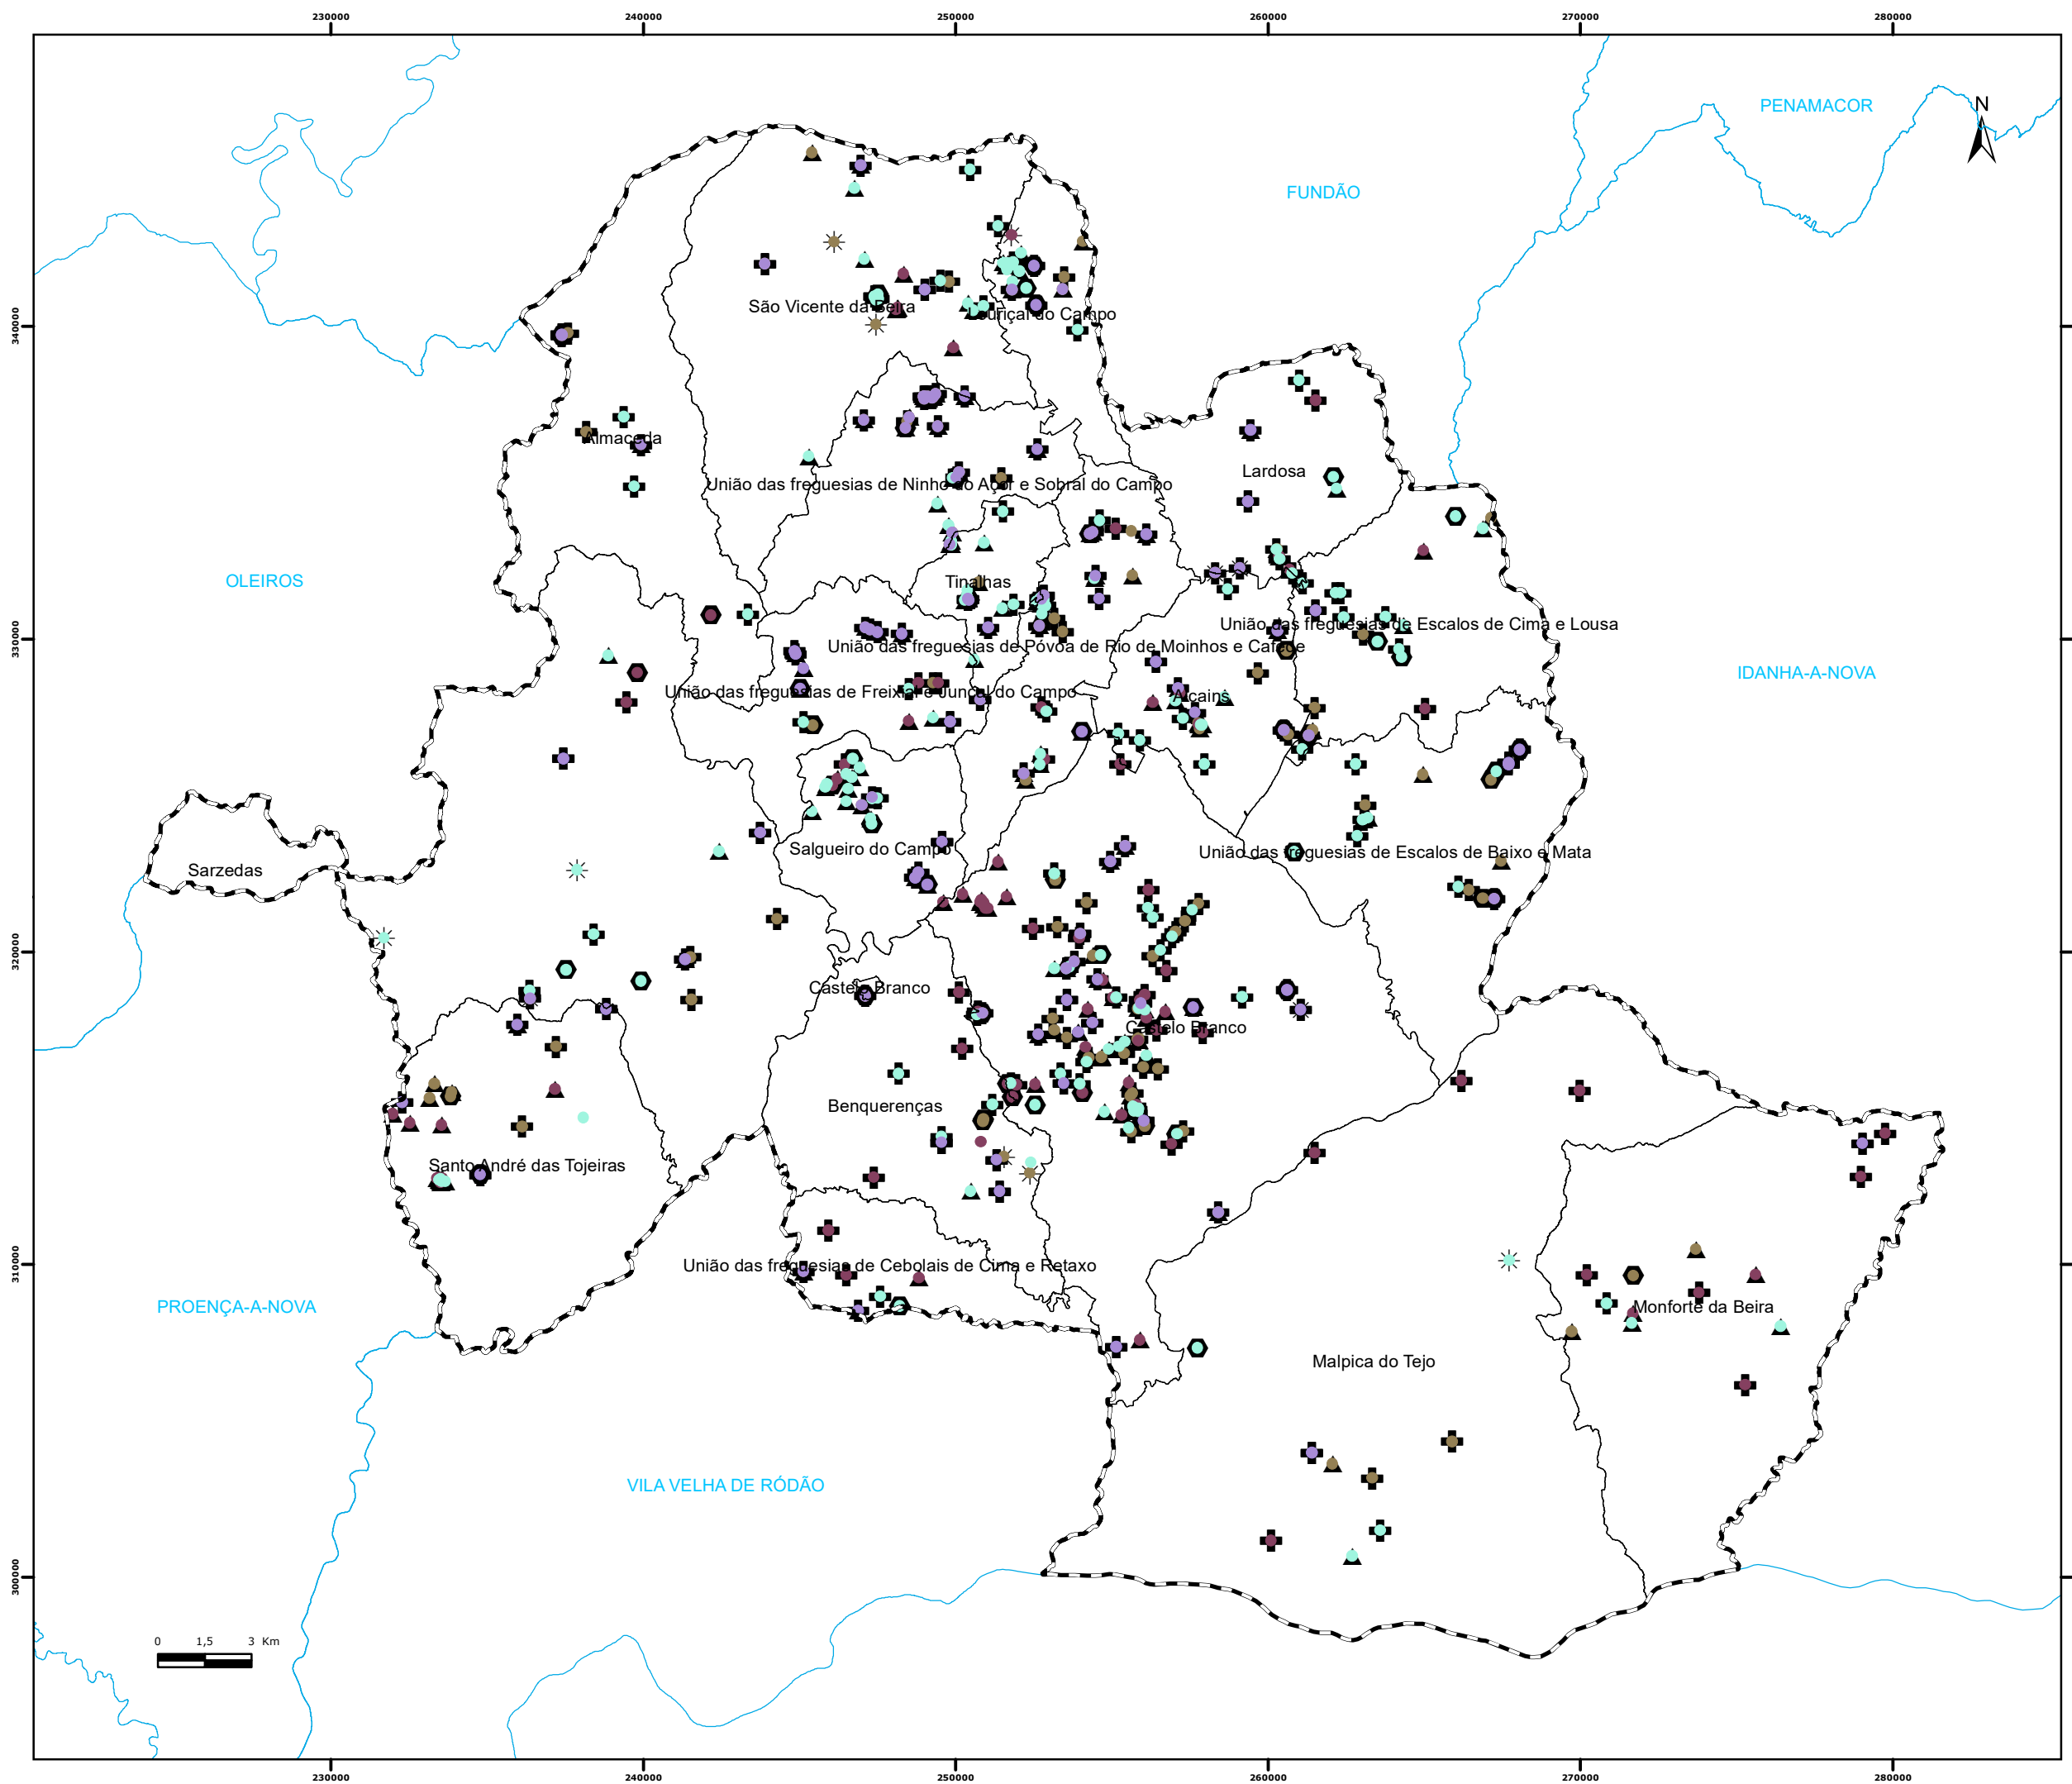 230000 240000 250000 260000 270000 280000
PENAMACOR
N
FUNDÃO
São Vicente da Beira
Louriçal do Campo
340000
340000
Almaceda
Lardosa
União das freguesias de Ninho do Açor e Sobral do Campo
OLEIROS
Tinalhas
União das freguesias de Escalos de Cima e Lousa
330000
União das freguesias de Póvoa de Rio de Moinhos e Cafede
IDANHA-A-NOVA
União das freguesias de Freixial e Juncal do Campo
Alcains
Salgueiro do Campo
União das freguesias de Escalos de Baixo e Mata
Sarzedas
320000
Castelo Branco
Castelo Branco
Benquerenças
Santo André das Tojeiras
310000
União das freguesias de Cebolais de Cima e Retaxo
PROENÇA-A-NOVA
Monforte da Beira
Malpica do Tejo
VILA VELHA DE RÓDÃO
300000
0 1,5 3 Km
230000 240000 250000 260000 270000 280000